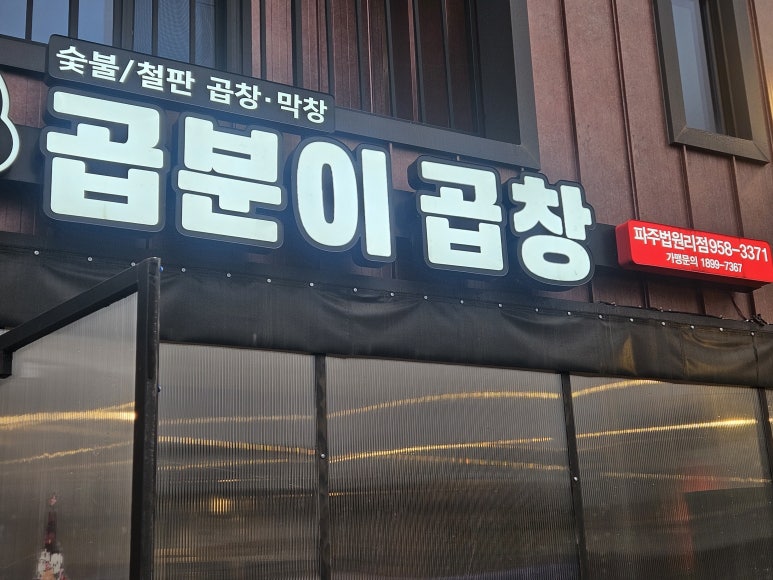 숯불/철판 곱창·막창
곱분이 곱창
파주법원리점 958-3371
가맹문의 1899-7367